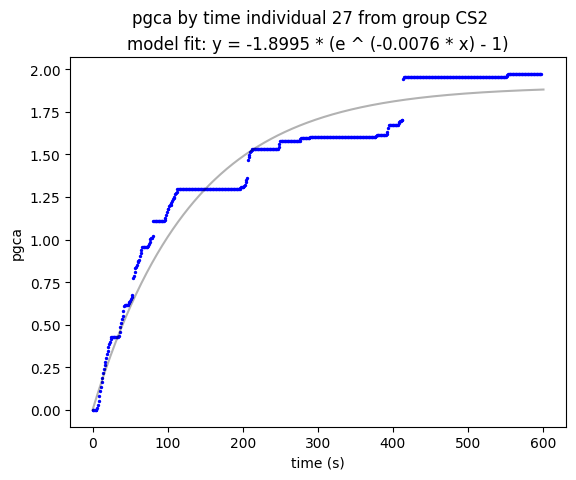 pgca by time individual 27 from group CS2
model fit: y = -1.8995 * (e ^ (-0.0076 * x) - 1)
2.00
1.75
1.50
1.25
1.00
0.75
0.50
0.25
0.00
pgca
0 100 200 300 400 500 600
time (s)